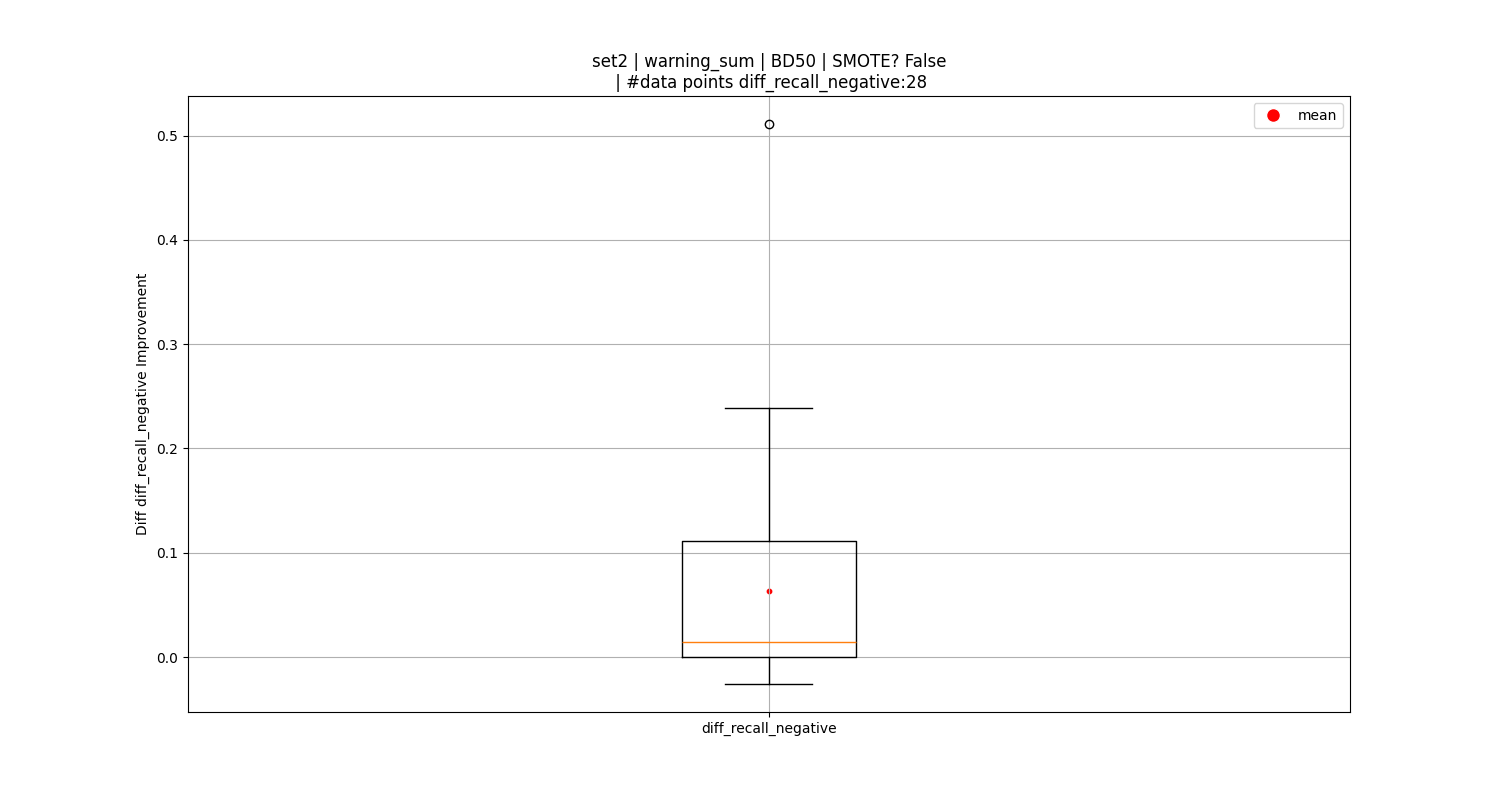 set2 | warning_sum | BD50 | SMOTE? False
| #data points diff_recall_negative:28
mean
0.5
0.4
0.3
0.2
0.1
0.0
Diff diff_recall_negative Improvement
diff_recall_negative